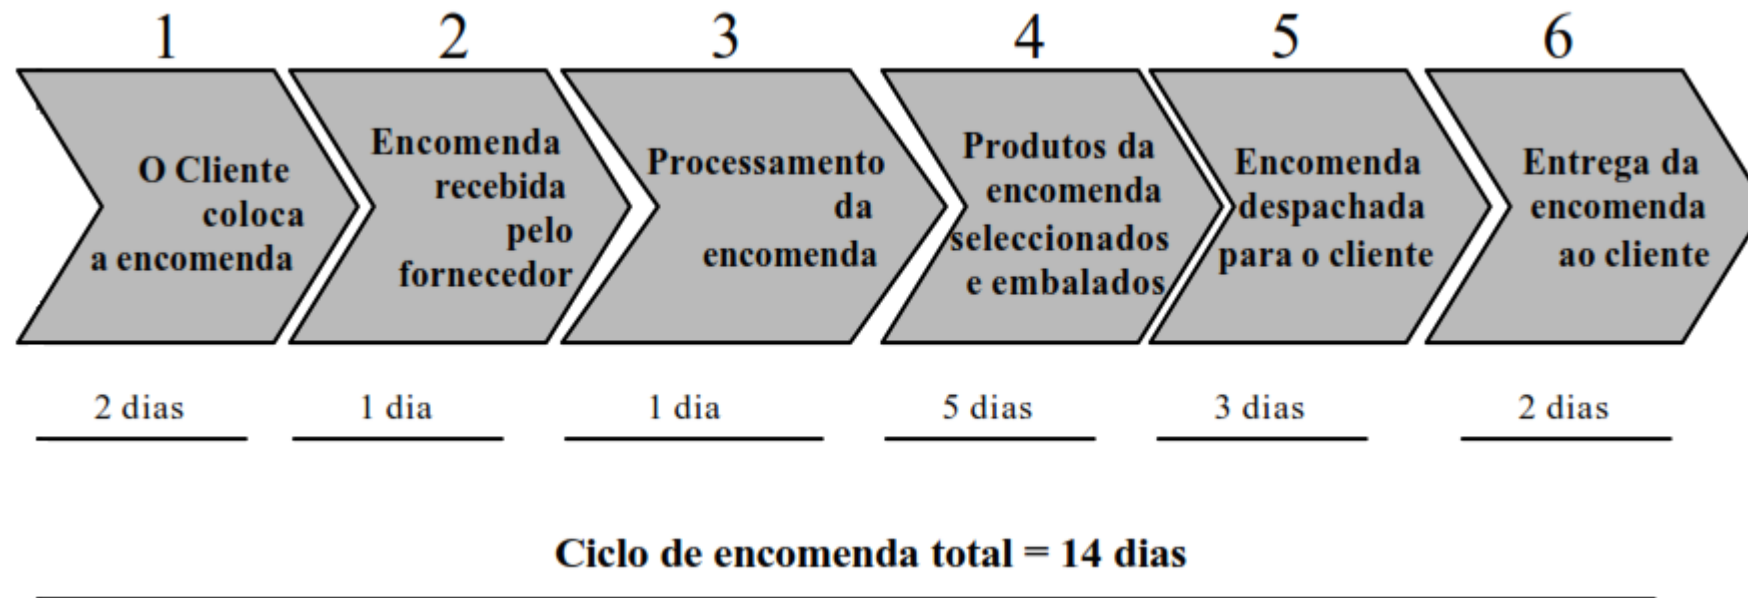 1
2
3
4
5
6
O Cliente
coloca
a encomenda
Encomenda
recebida
pelo
fornecedor
Processamento
da
encomenda
Produtos da
encomenda
seleccionados
e embalados
Encomenda
despachada
para o cliente
Entrega da
encomenda
ao cliente
2 dias
1 dia
1 dia
5 dias
3 dias
2 dias
Ciclo de encomenda total = 14 dias